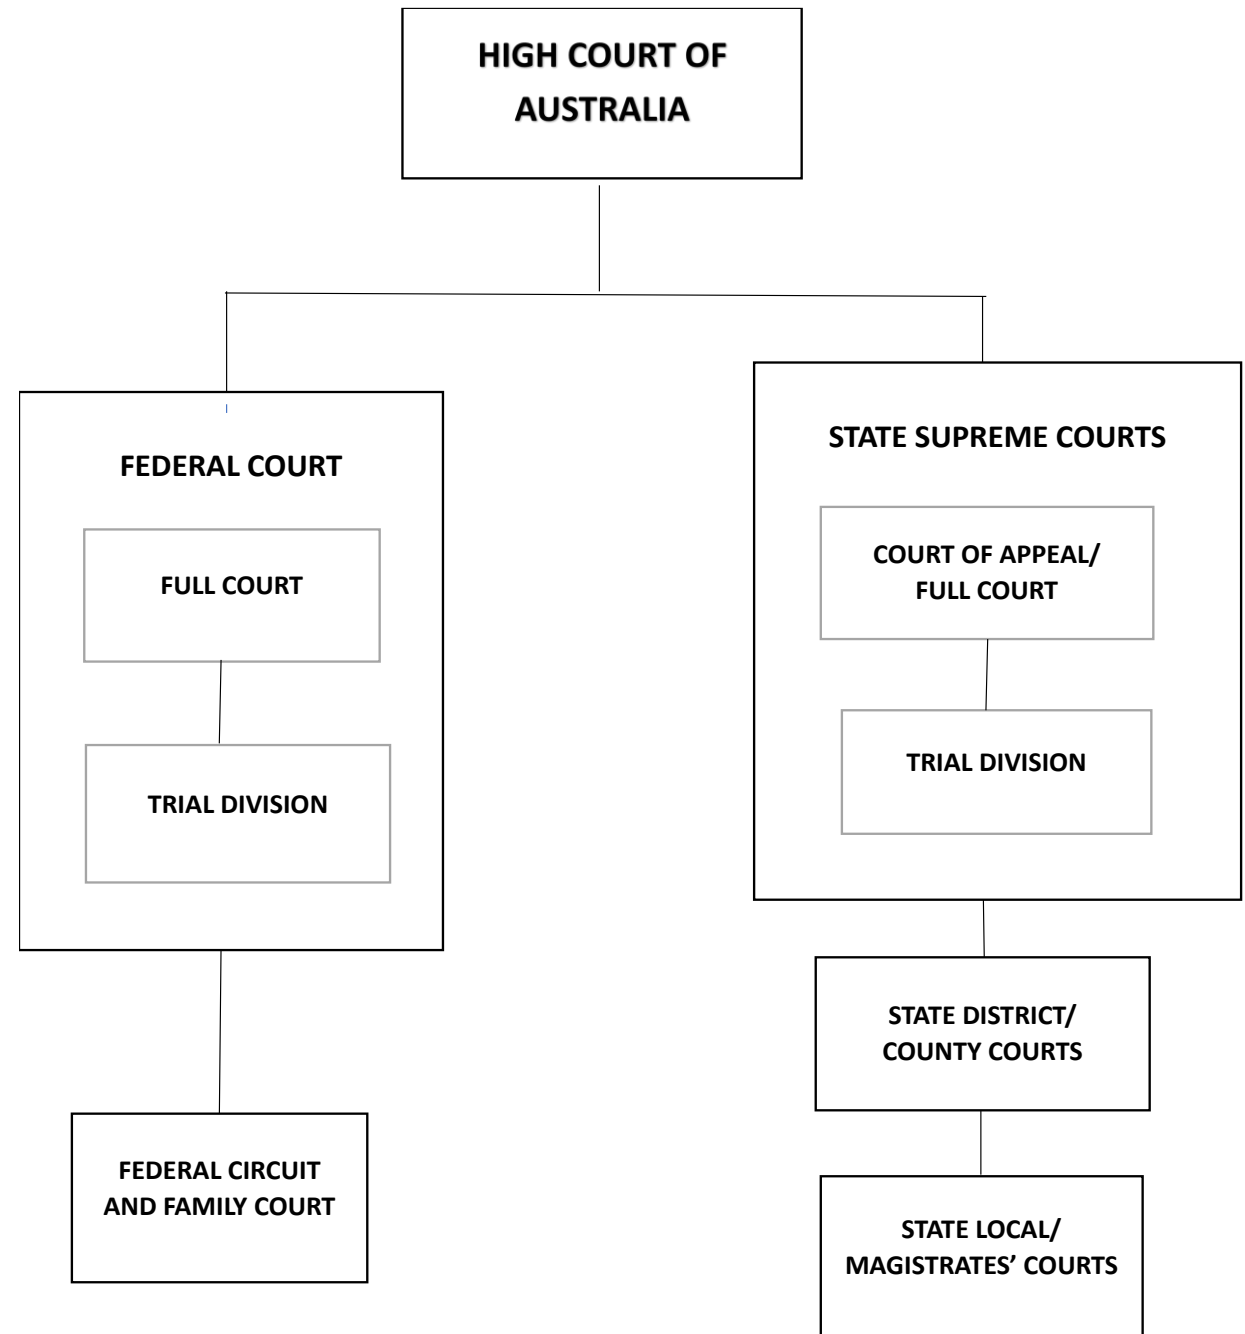 HIGH COURT OF
AUSTRALIA
FEDERAL COURT
FULL COURT
TRIAL DIVISION
FEDERAL CIRCUIT
AND FAMILY COURT
STATE SUPREME COURTS
COURT OF APPEAL/
FULL COURT
TRIAL DIVISION
STATE DISTRICT/
COUNTY COURTS
STATE LOCAL/
MAGISTRATES’ COURTS